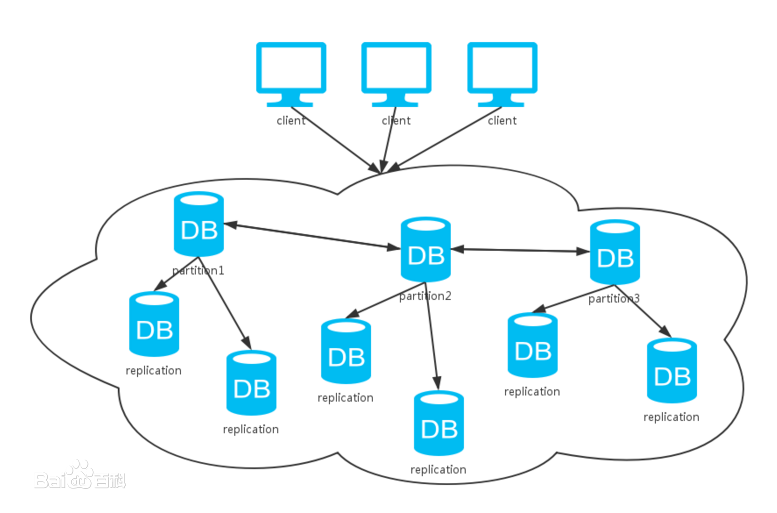 client
client
client
DB
partition1
DB
partition2
DB
partition3
DB
replication
DB
replication
DB
replication
DB
replication
DB
replication
DB
replication
Bai百科